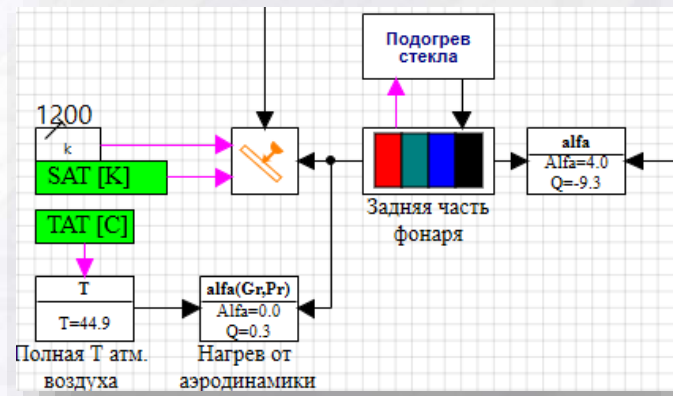 Подогрев
стекла
1200
k
SAT [K]
alfa
Alfa=4.0
Q=-9.3
Задняя часть
фонаря
TAT [C]
T
T=44.9
alfa(Gr,Pr)
Alfa=0.0
Q=0.3
Полная Т атм.
воздуха
Нагрев от
аэродинамики